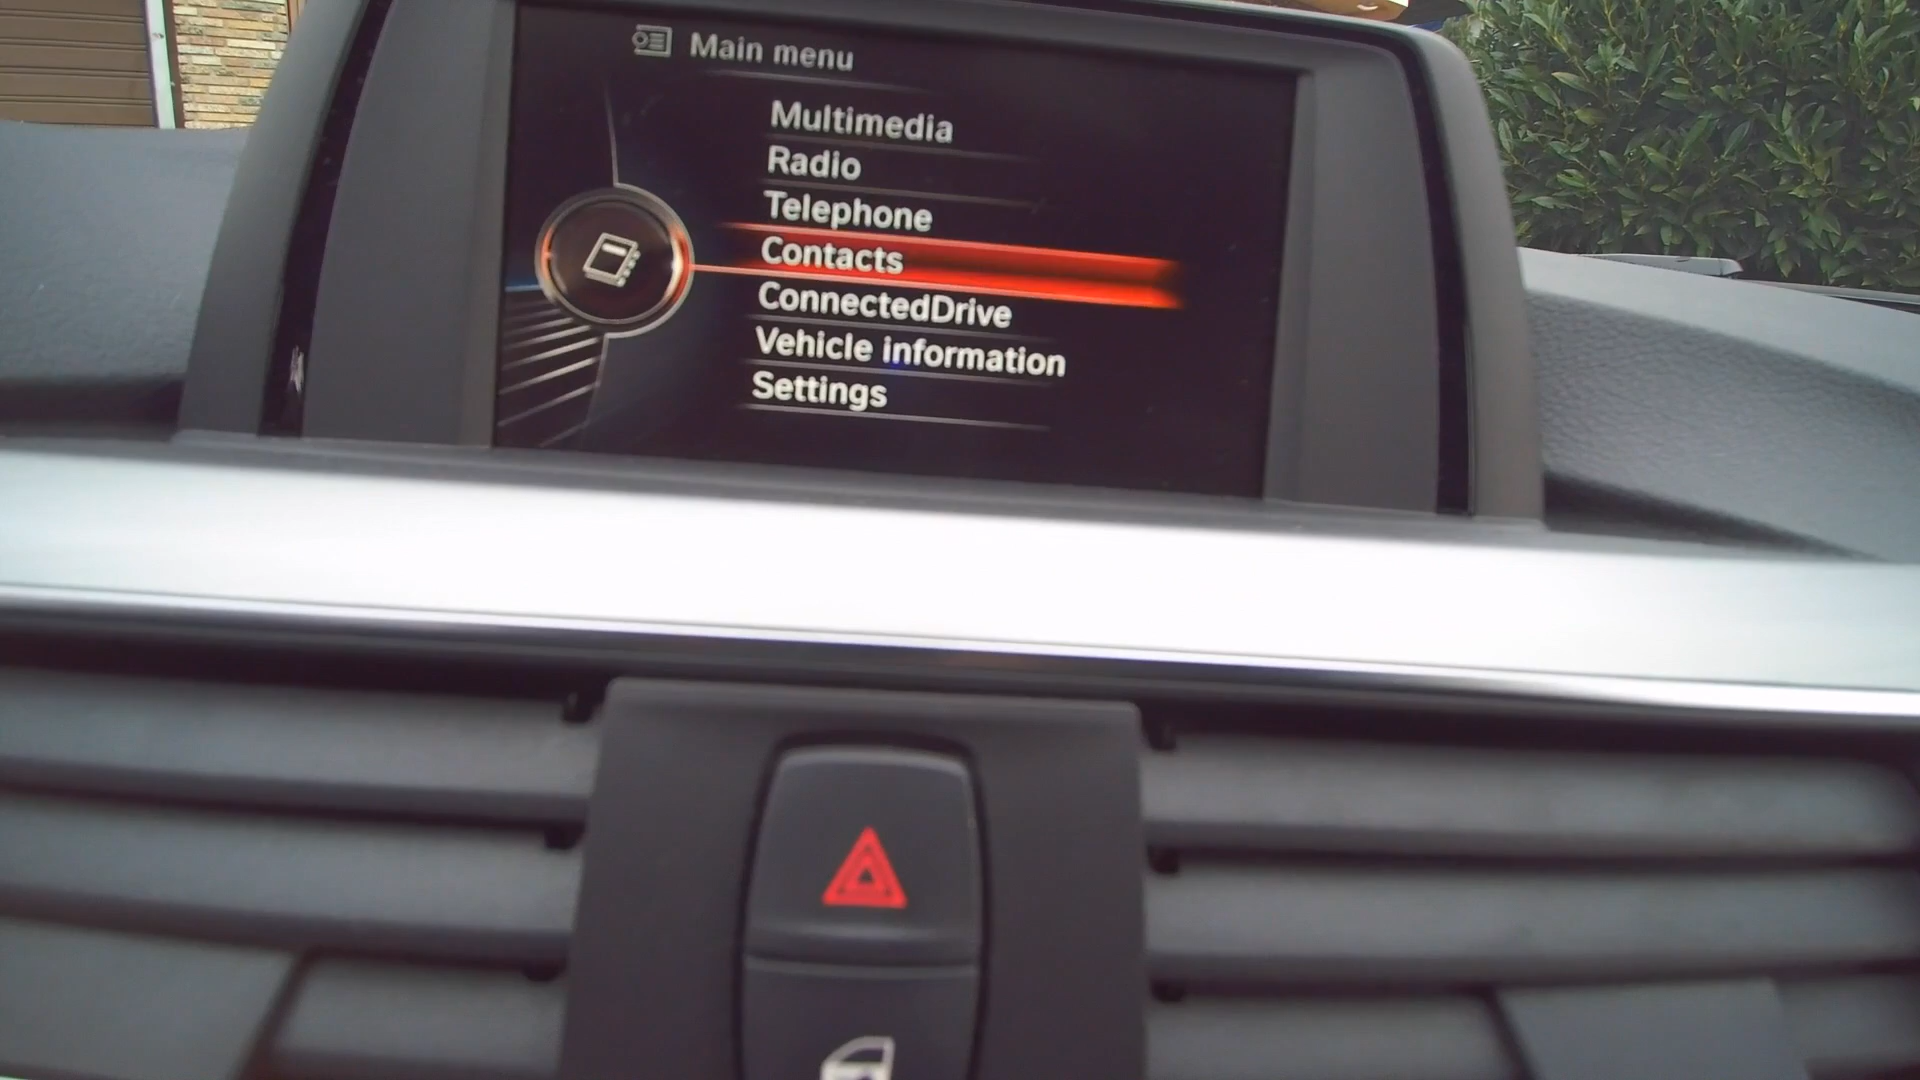 Main menu
Multimedia
Radio
Telephone
Contacts
ConnectedDrive
Vehicle information
Settings